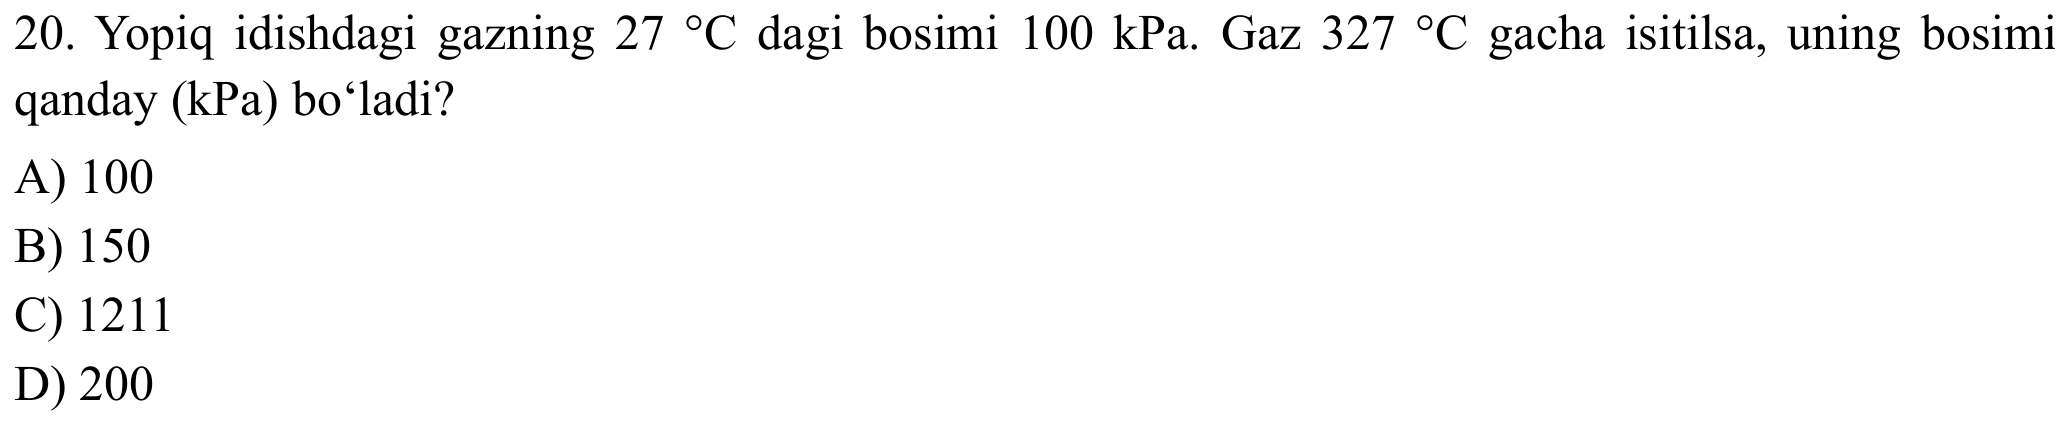 20. Yopiq idishdagi gazning 27 °C dagi bosimi 100 kPa. Gaz 327 °C gacha isitilsa, uning bosimi
qanday (kPa) bo‘ladi?
A) 100
B) 150
C) 1211
D) 200